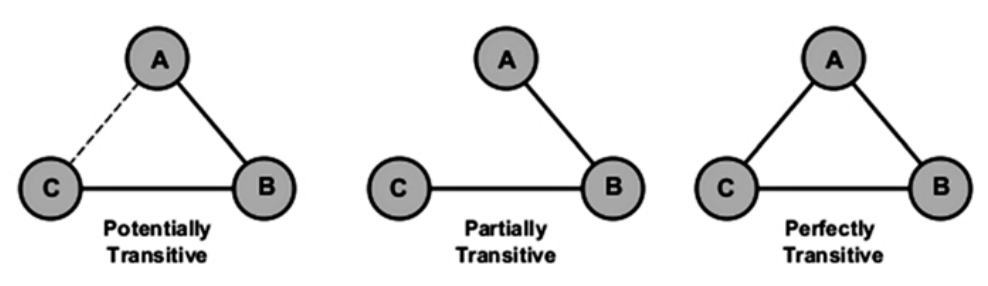 A
C
B
Potentially
Transitive
A
C
B
Partially
Transitive
A
C
B
Perfectly
Transitive